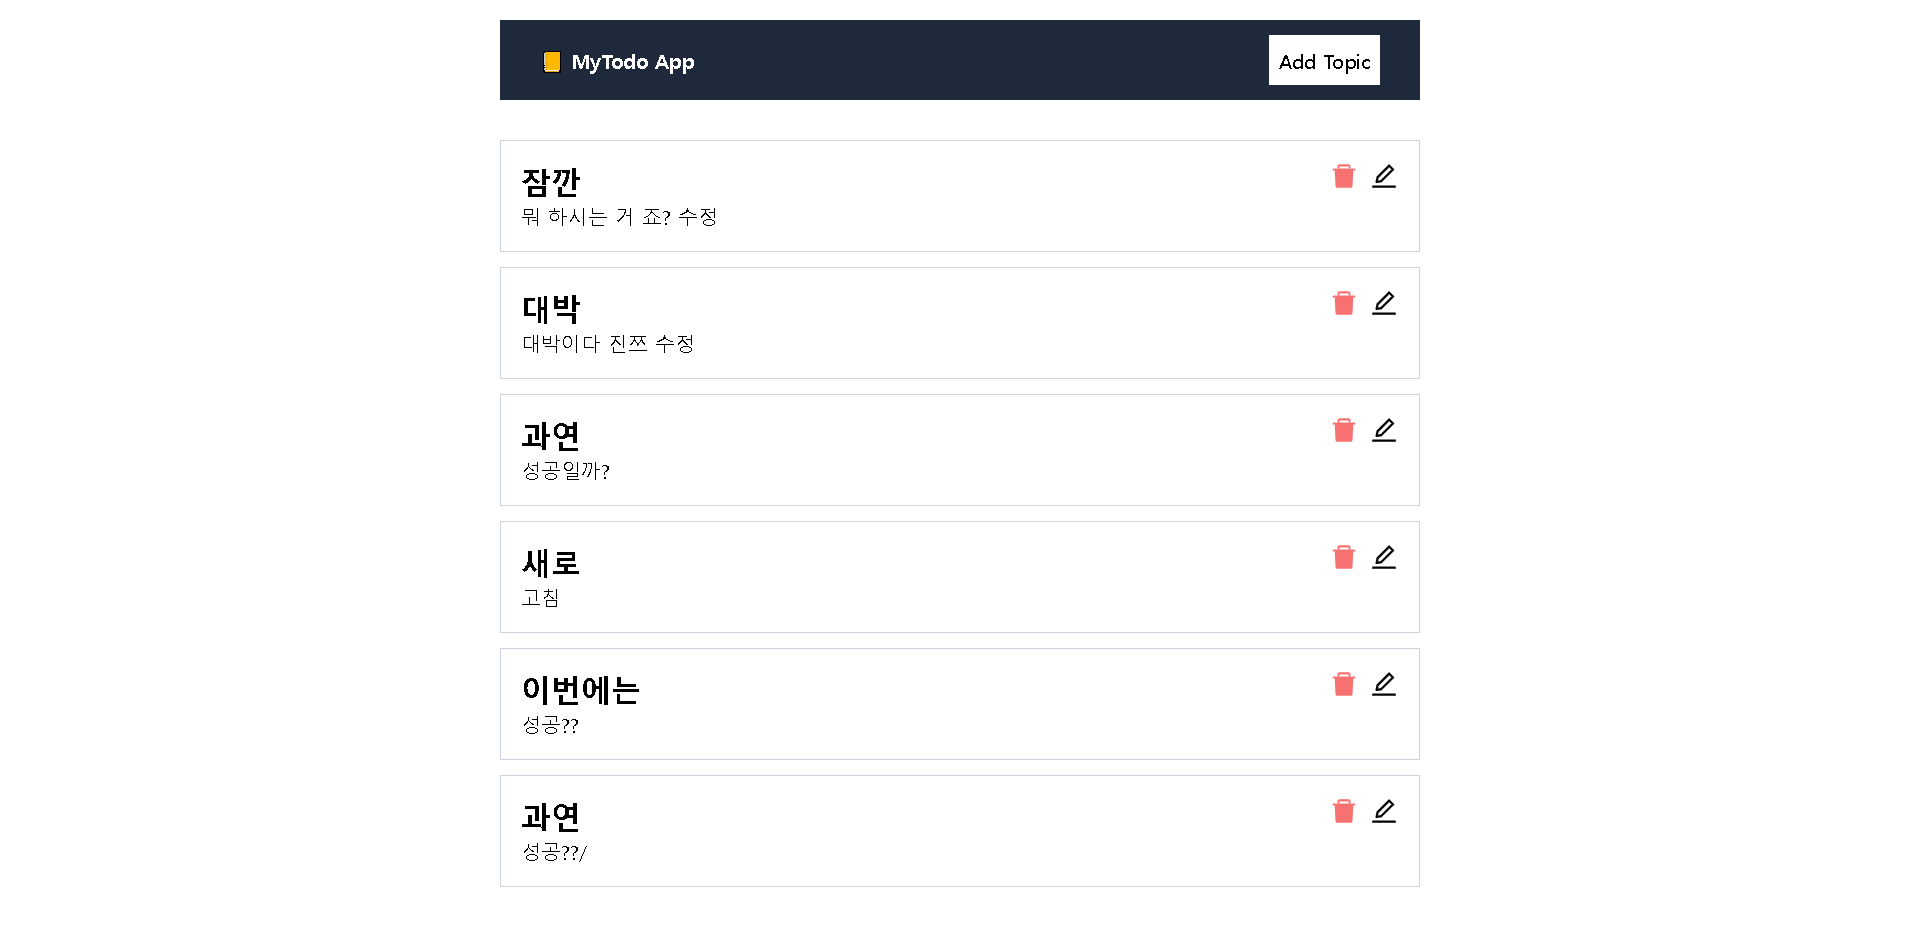 MyTodo App
Add Topic
잠깐
뭐 하시는 거 죠? 수정
대박
대박이다 진쯔 수정
과연
성공일까?
새로
고침
이번에는
성공??
과연
성공??/